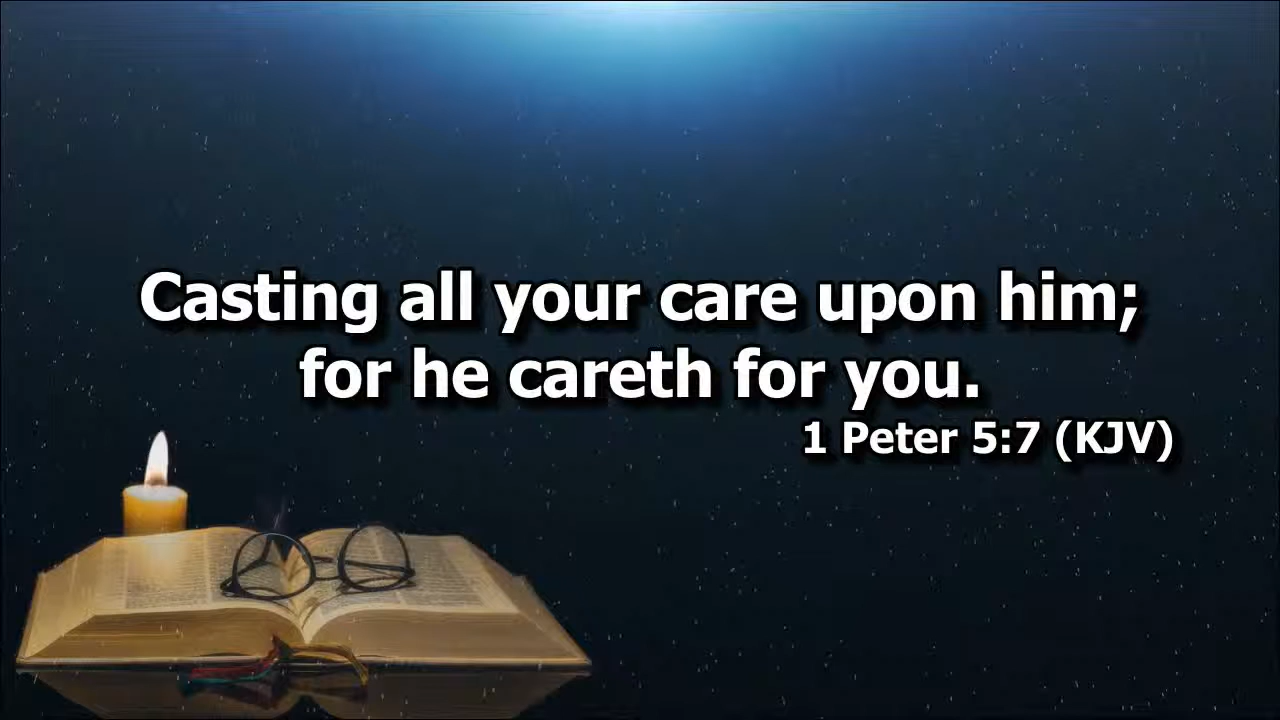 Casting all your care upon him;
for he careth for you.
1 Peter 5:7 (KJV)